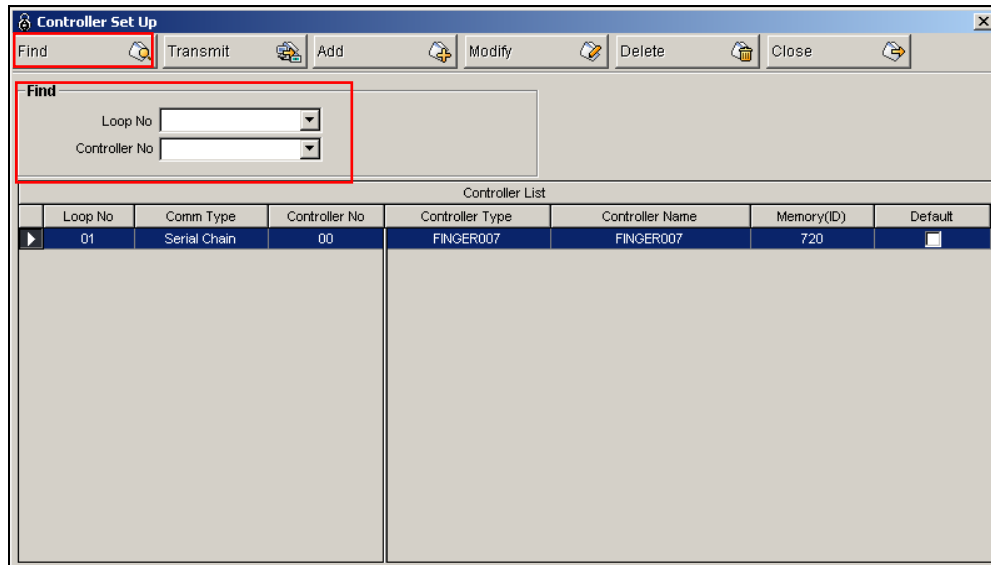 Controller Set Up
Find Transmit Add Modify Delete Close
Find
Loop No
Controller No
Controller List
Loop No Comm Type Controller No Controller Type Controller Name Memory(ID) Default
01 Serial Chain 00 FINGER007 FINGER007 720